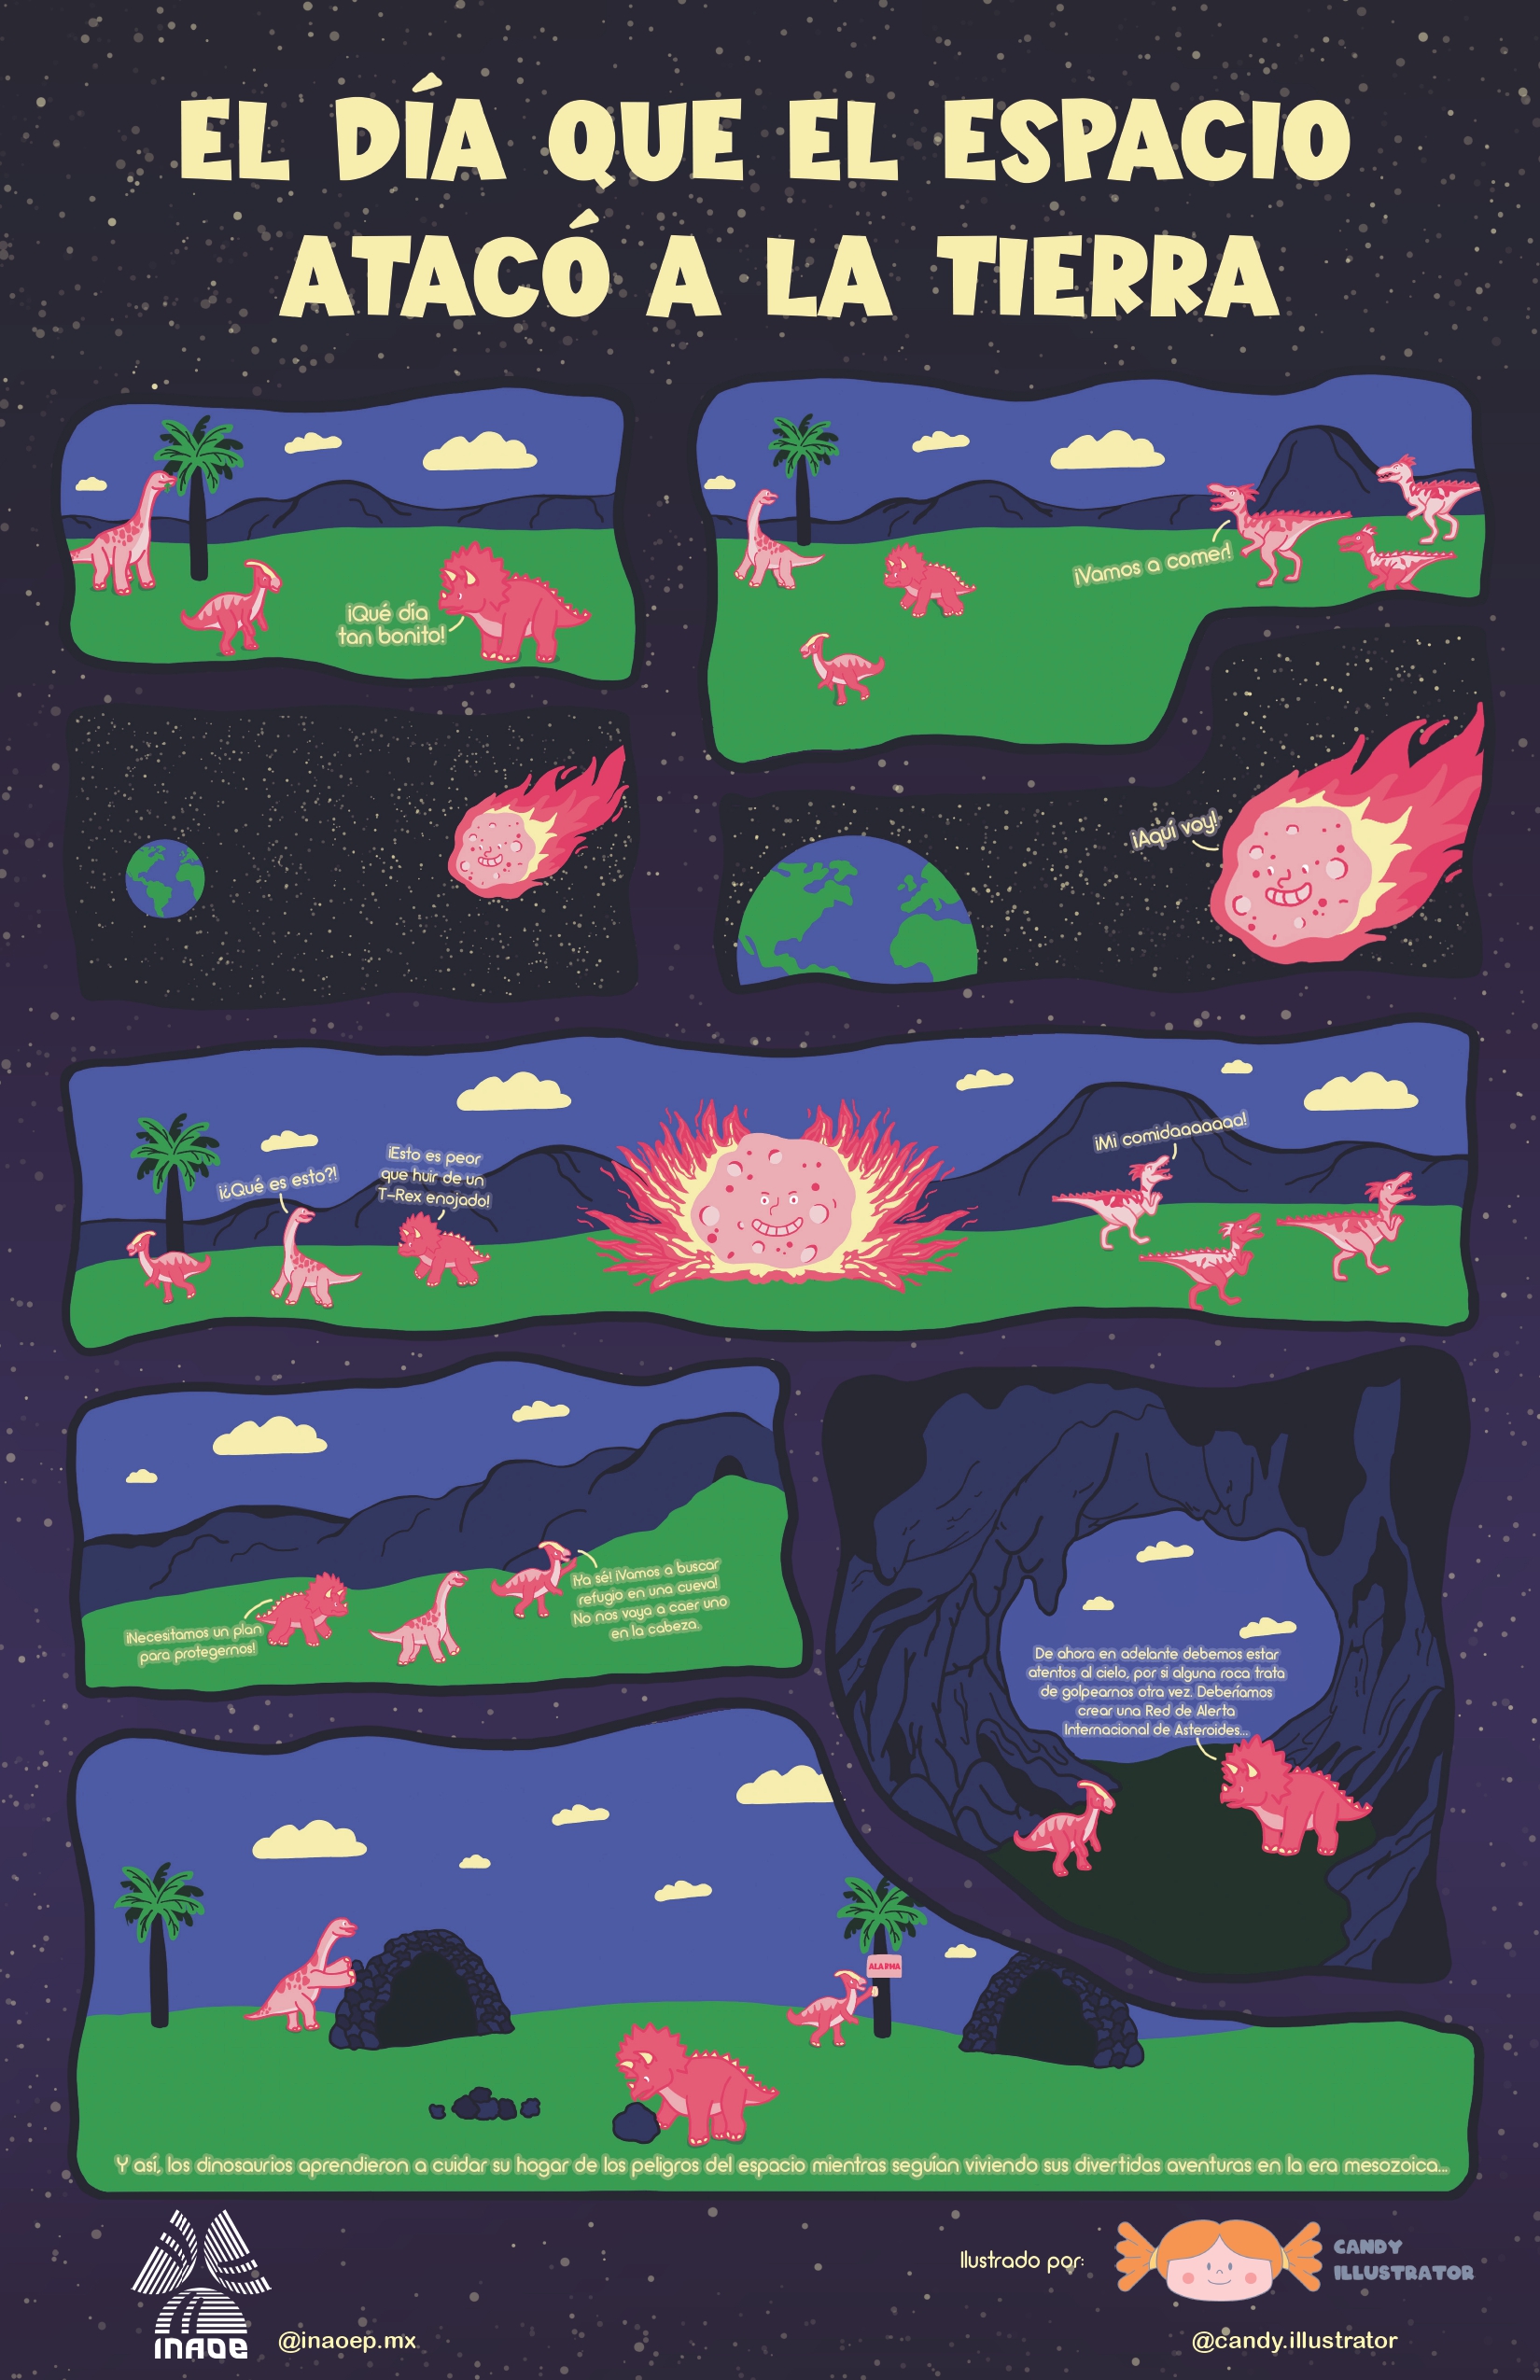 EL DÍA QUE EL ESPACIO
ATACÓ A LA TIERRA
¡Qué día
tan bonito!
¡Vamos a comer!
¡Aquí voy!
¡¿Qué es esto?!
¡Esto es peor
que huir de un
T-Rex enojado!
¡Mi comidaaaaaaa!
¡Necesitamos un plan
para protegernos!
¡Ya sé! ¡Vamos a buscar
refugio en una cueva!
No nos vaya a caer uno
en la cabeza.
De ahora en adelante debemos estar
atentos al cielo, por si alguna roca trata
de golpearnos otra vez. Deberíamos
crear una Red de Alerta
Internacional de Asteroides...
ALARMA
Y así, los dinosaurios aprendieron a cuidar su hogar de los peligros del espacio mientras seguían viviendo sus divertidas aventuras en la era mesozoica...
INAOE
@inaoep.mx
Ilustrado por:
CANDY
ILLUSTRATOR
@candy.illustrator